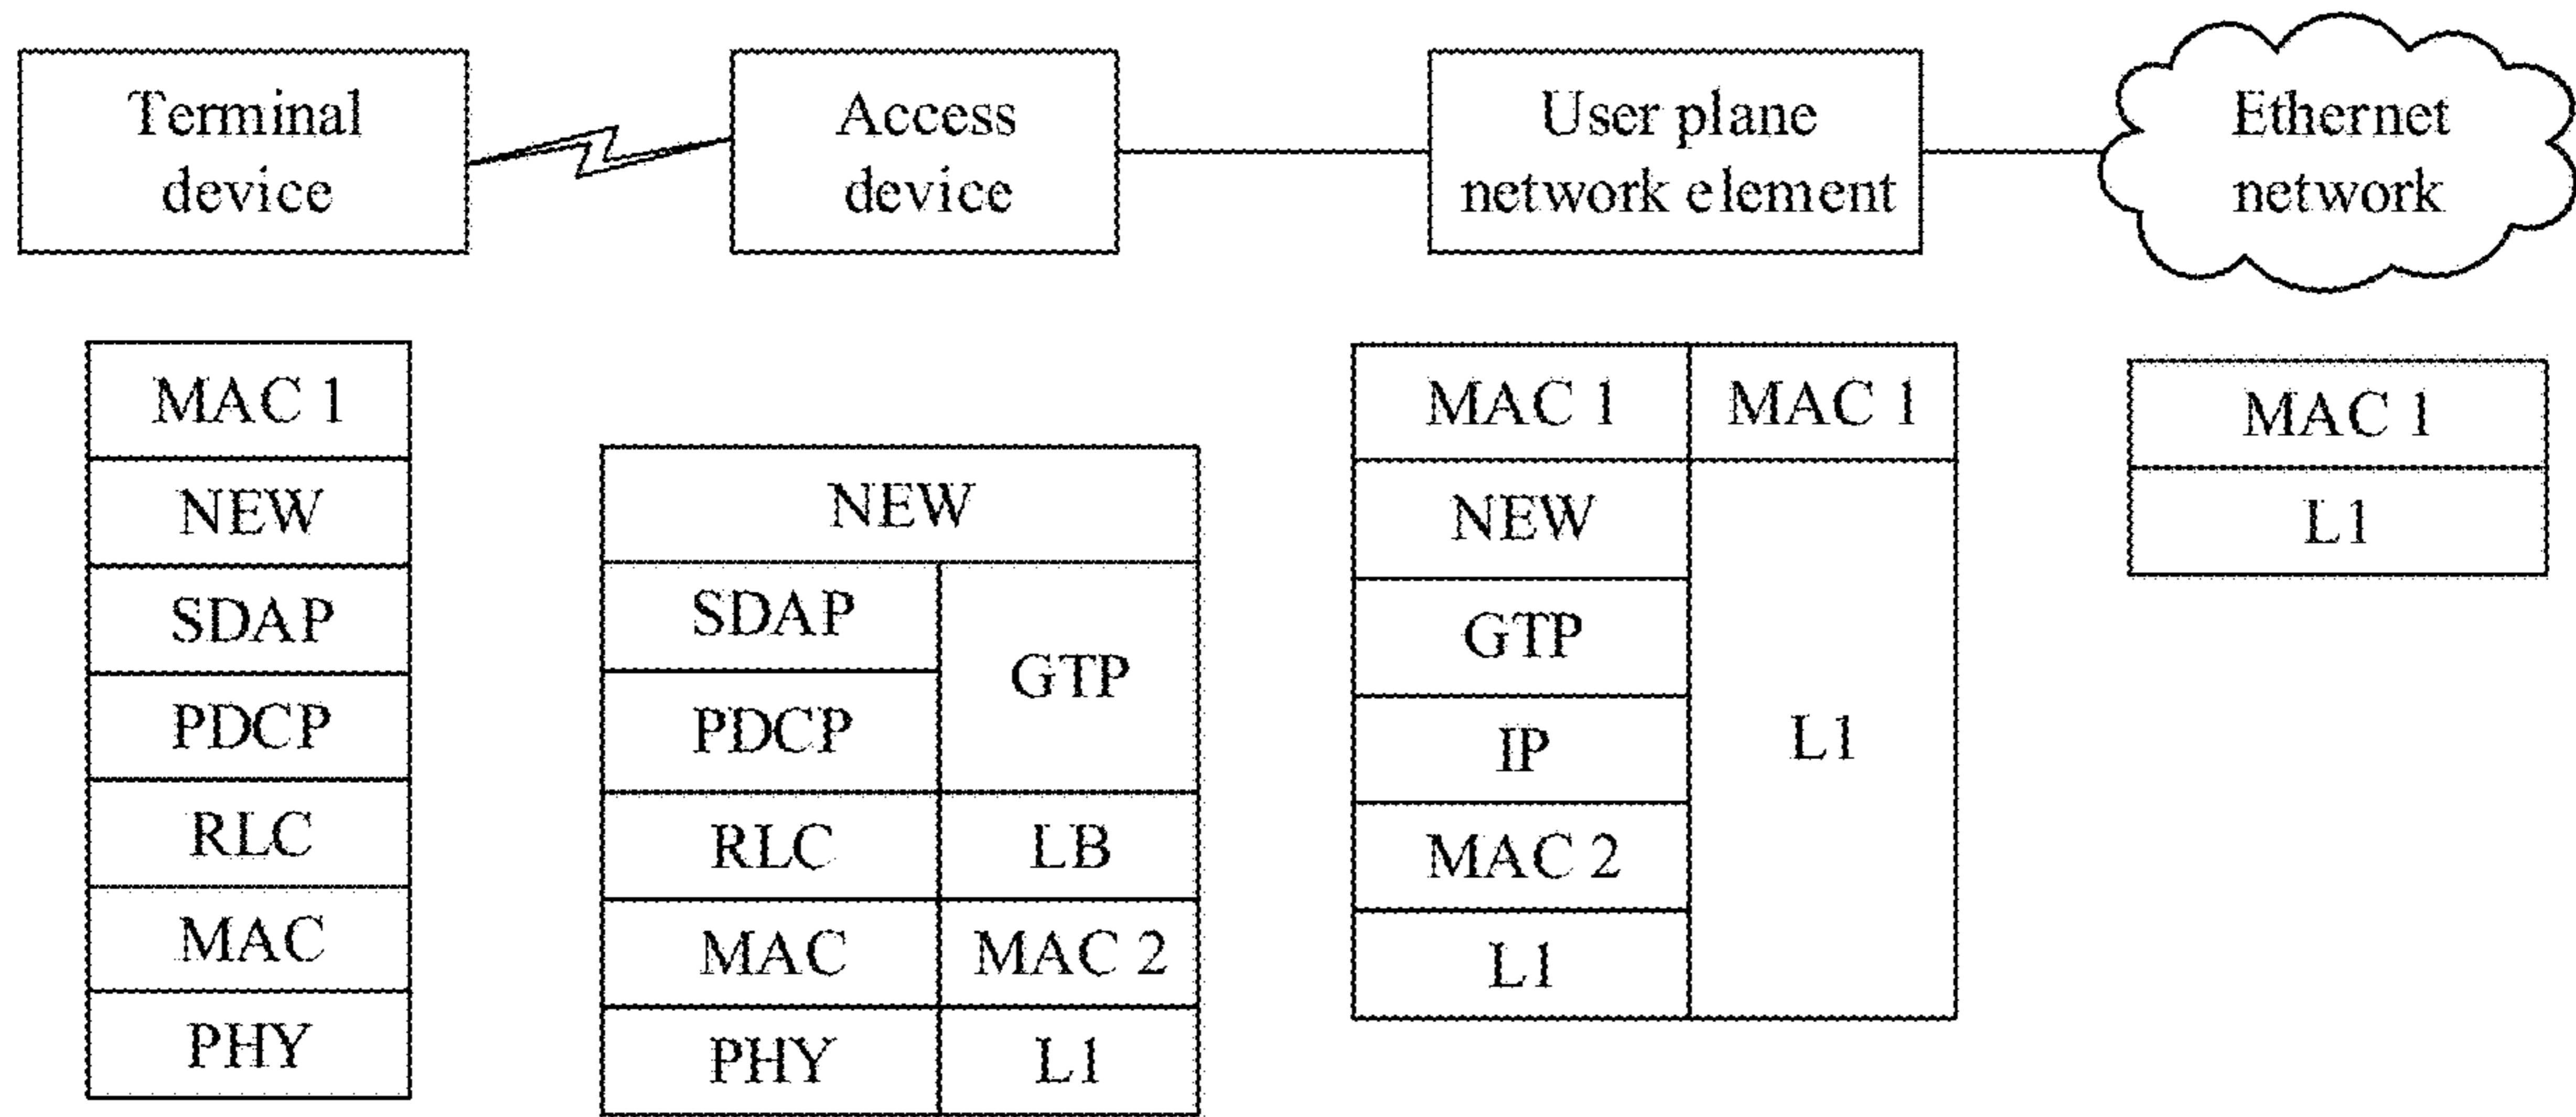 Terminal
device
Access
device
User plane
network element
Ethernet
network
MAC 1
NEW
SDAP
PDCP
RLC
MAC
PHY
NEW
SDAP
GTP
PDCP
RLC
LB
MAC
MAC 2
PHY
L1
MAC 1
MAC 1
NEW
GTP
IP
L1
MAC 2
L1
MAC 1
L1